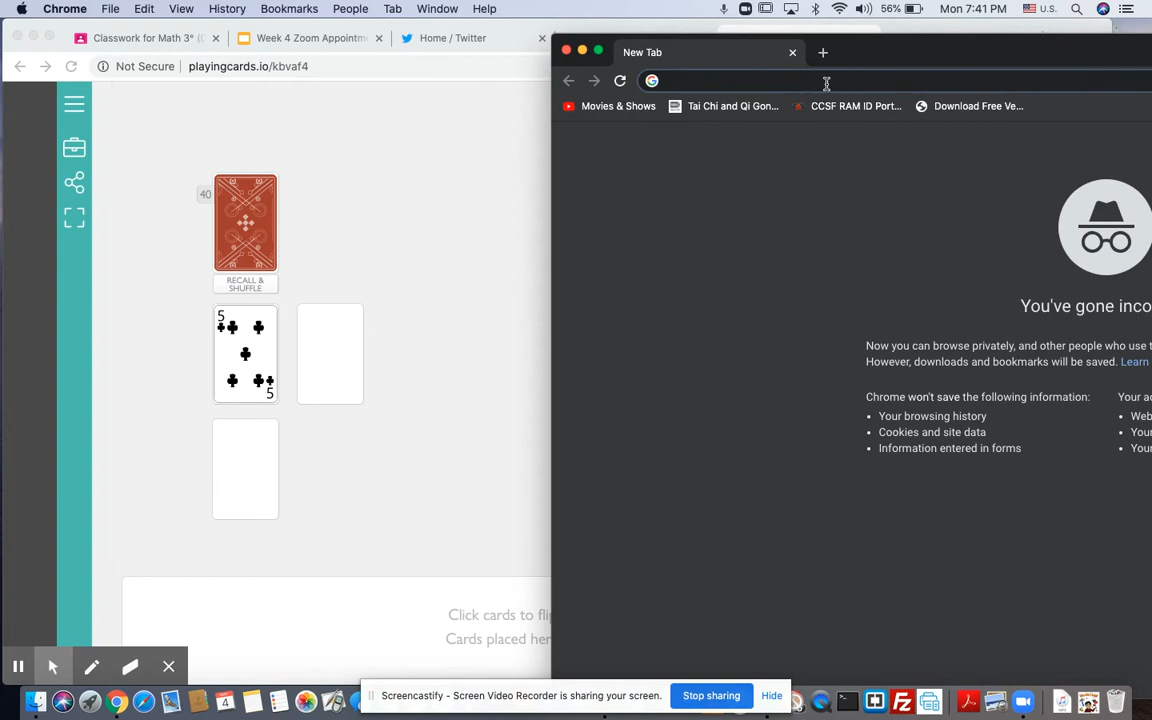 Chrome File Edit View History Bookmarks People Tab Window Help 56% Mon 7:41 PM U.S.
Classwork for Math 3° (
Week 4 Zoom Appointm
Home / Twitter
New Tab
Not Secure playingcards.io/kbvaf4
Movies & Shows
Tai Chi and Qi Gon...
CCSF RAM ID Port...
Download Free Ve...
40
RECALL &
SHUFFLE
5
5
You've gone inco
Now you can browse privately, and other people who use t
However, downloads and bookmarks will be saved. Learn
Chrome won't save the following information:
Your browsing history
Cookies and site data
Information entered in forms
Your a
Web
Your
Your
Click cards to fli
Cards placed her
Screencastify - Screen Video Recorder is sharing your screen.
Stop sharing
Hide